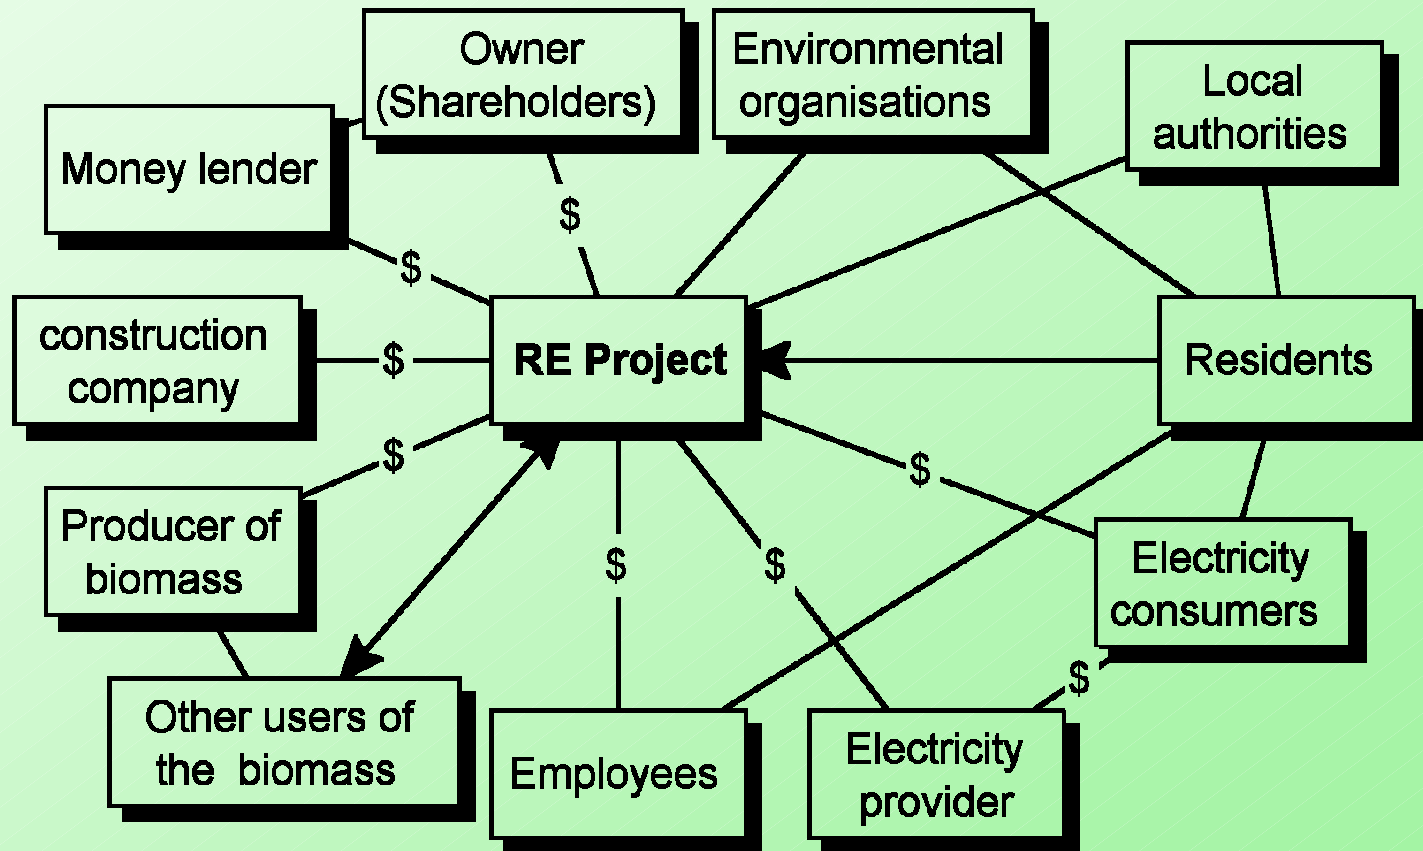 Owner
(Shareholders)
Environmental
organisations
Local
authorities
Money lender
$
$
construction
company
$
RE Project
Residents
$
$
Producer of
biomass
$
$
Electricity
consumers
$
Other users of
the biomass
Employees
Electricity
provider